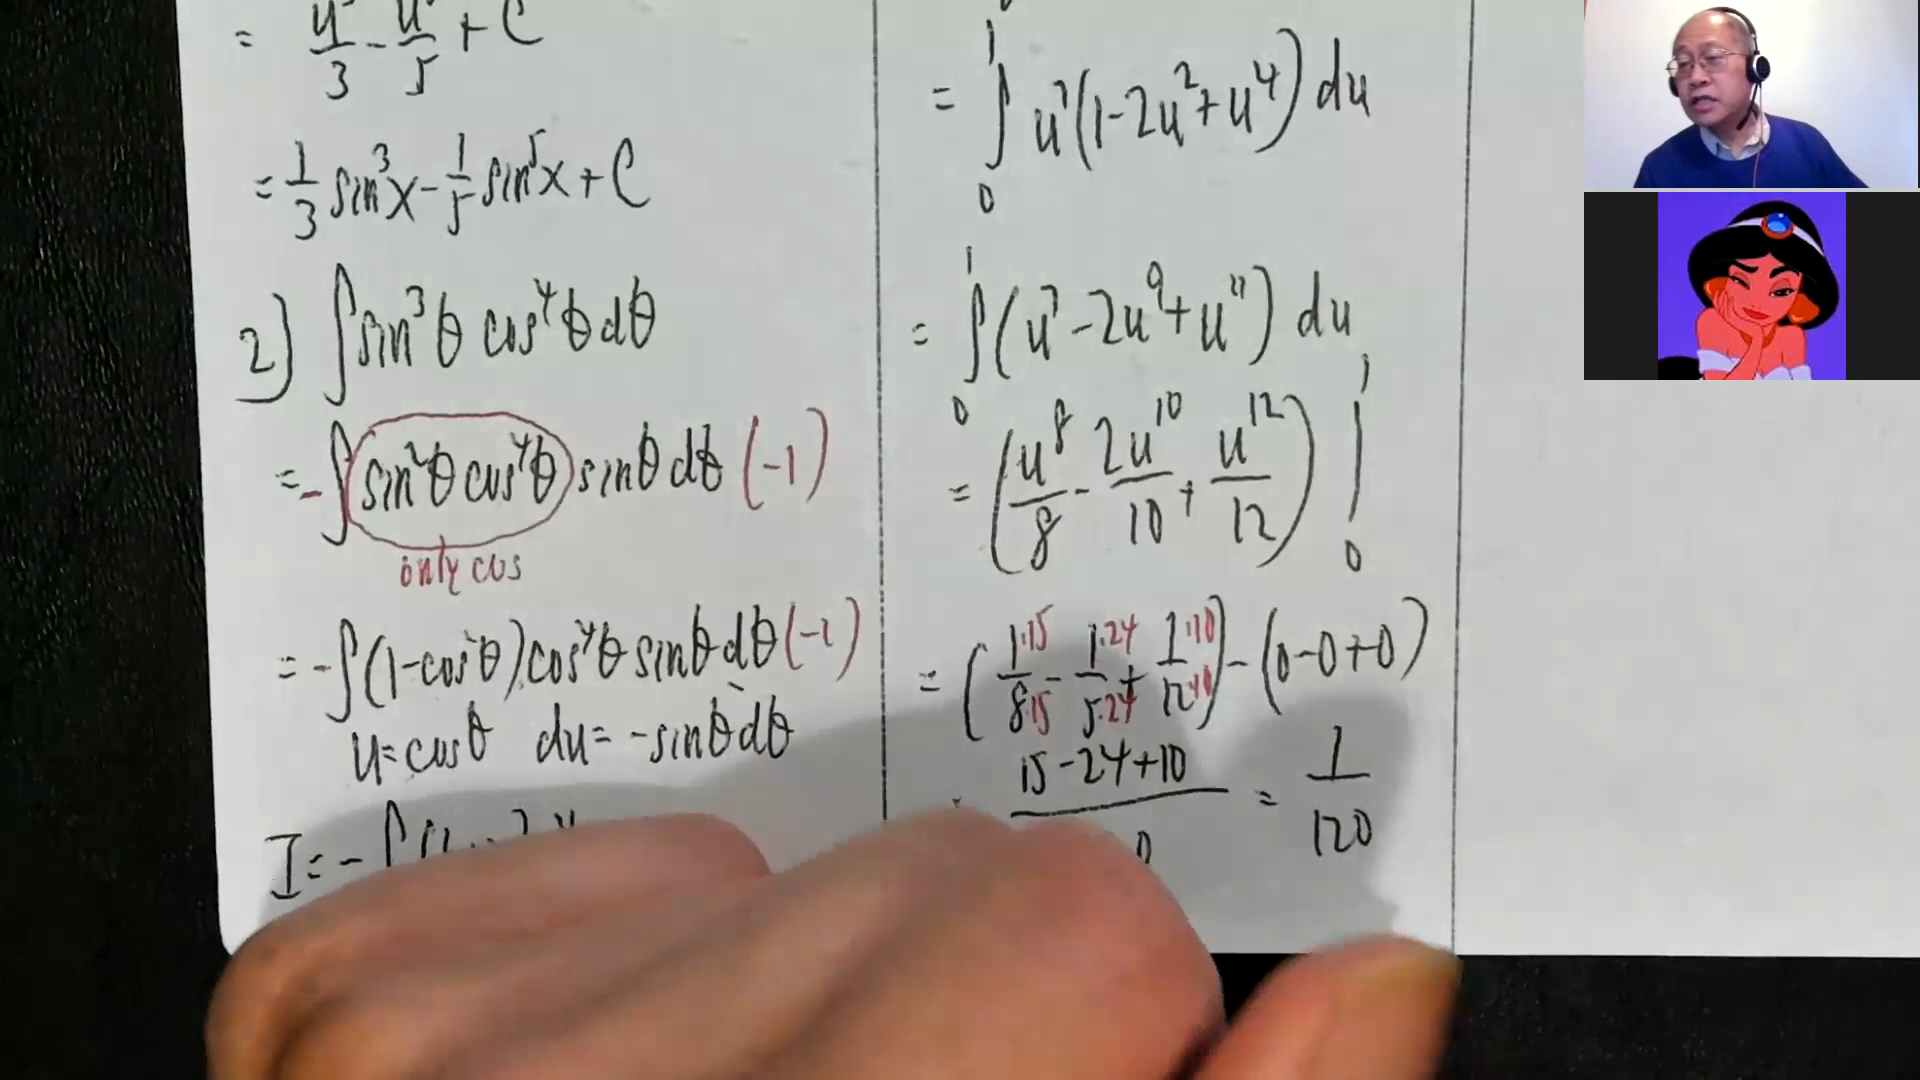 = u³/3 - u⁵/5 + C
= 1/3 sin³x - 1/5 sin⁵x + C
2) ∫sin³θ cos⁴θ dθ
= -∫ sin²θ cos⁴θ sinθ dθ (-1)
only cos
= -∫(1-cos²θ) cos⁴θ sinθ dθ (-1)
u = cosθ du = -sinθ dθ
I = -∫
= ∫₀¹ u⁷(1-2u²+u⁴) du
= ∫₀¹ (u⁷-2u⁹+u¹¹) du
= (u⁸/8 - 2u¹⁰/10 + u¹²/12) |₀¹
= (1·15/8·15 - 1·24/5·24 + 1·10/12·10) - (0-0+0)
15-24+10 = 1/120